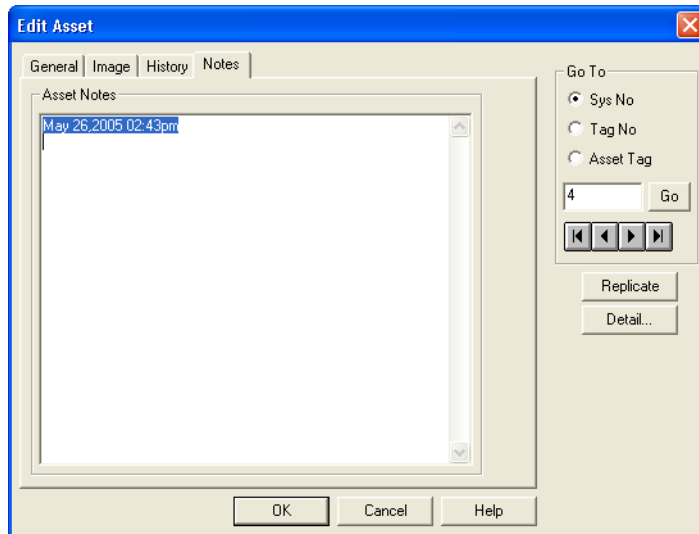 Edit Asset
General
Image
History
Notes
Asset Notes
May 26,2005 02:43pm
Go To
Sys No
Tag No
Asset Tag
4
Go
Replicate
Detail...
OK
Cancel
Help